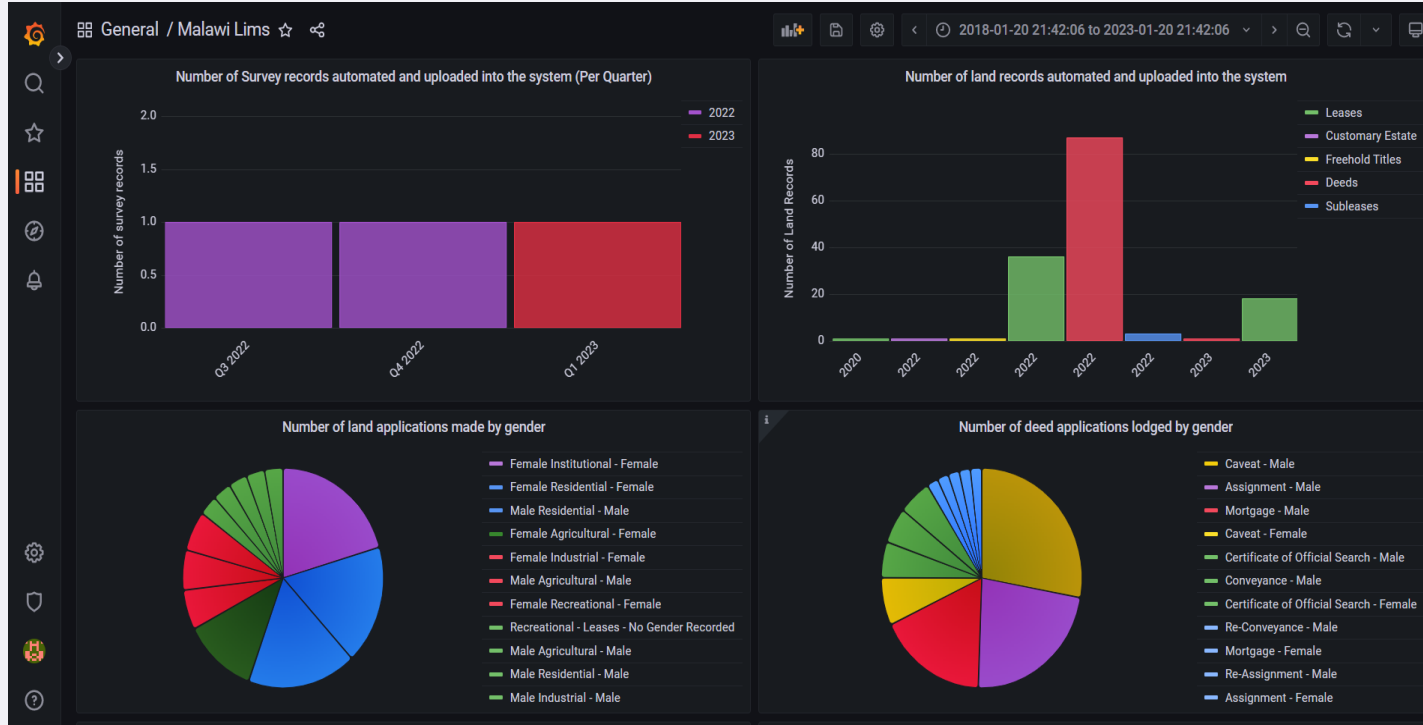 General / Malawi Lims
2018-01-20 21:42:06 to 2023-01-20 21:42:06
Number of Survey records automated and uploaded into the system (Per Quarter)
Number of survey records
2.0
1.5
1.0
0.5
0.0
Q3 2022
Q4 2022
Q1 2023
2022
2023
Number of land records automated and uploaded into the system
Number of Land Records
80
60
40
20
0
2020
2022
2022
2022
2022
2022
2023
2023
Leases
Customary Estate
Freehold Titles
Deeds
Subleases
Number of land applications made by gender
Female Institutional - Female
Female Residential - Female
Male Residential - Male
Female Agricultural - Female
Female Industrial - Female
Male Agricultural - Male
Female Recreational - Female
Recreational - Leases - No Gender Recorded
Male Agricultural - Male
Male Residential - Male
Male Industrial - Male
i
Number of deed applications lodged by gender
Caveat - Male
Assignment - Male
Mortgage - Male
Caveat - Female
Certificate of Official Search - Male
Conveyance - Male
Certificate of Official Search - Female
Re-Conveyance - Male
Mortgage - Female
Re-Assignment - Male
Assignment - Female